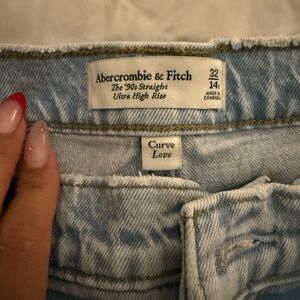 Abercrombie & Fitch
The '90s Straight
Ultra High Rise
32
14
MADE IN
CAMBODIA
Curve
Love